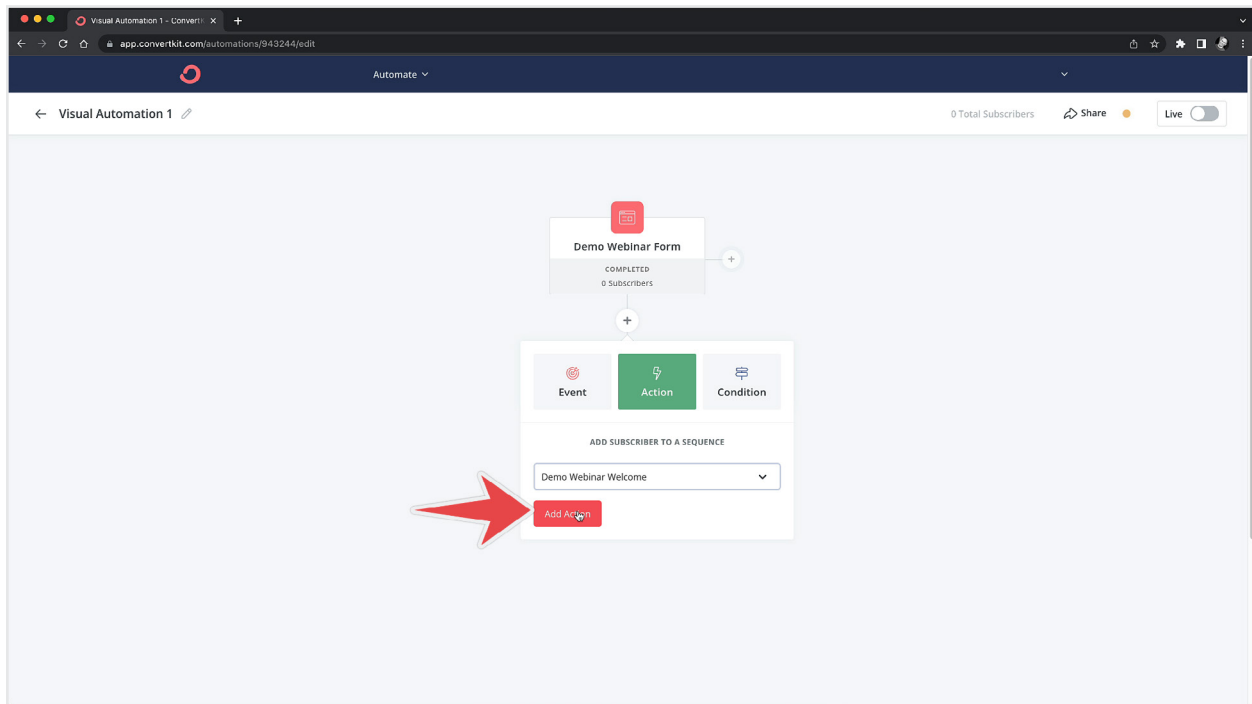 Visual Automation 1 - ConvertK
app.convertkit.com/automations/943244/edit
Automate
Visual Automation 1
0 Total Subscribers
Share
Live
Demo Webinar Form
COMPLETED
0 Subscribers
Event
Action
Condition
ADD SUBSCRIBER TO A SEQUENCE
Demo Webinar Welcome
Add Action